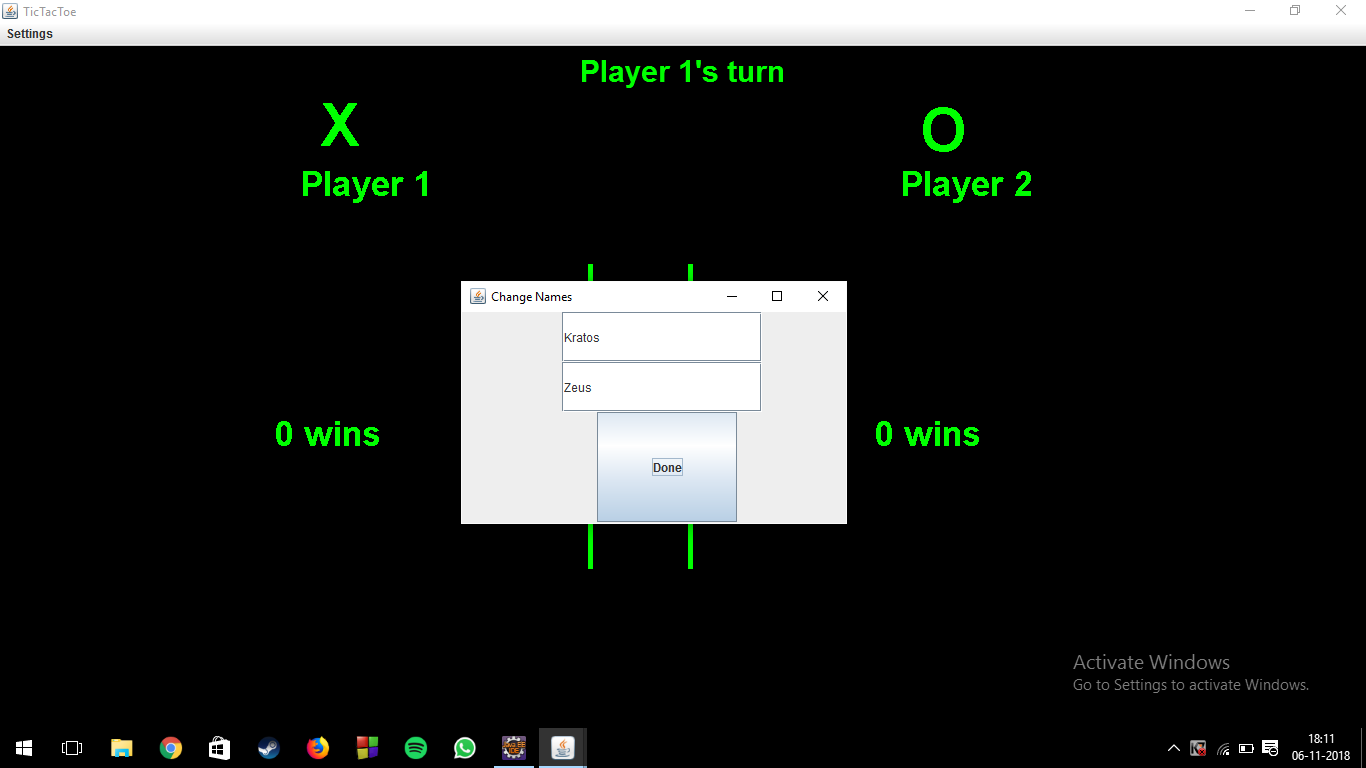 TicTacToe
Settings
Player 1's turn
X
O
Player 1
Player 2
Change Names
Kratos
Zeus
0 wins
0 wins
Done
Activate Windows
Go to Settings to activate Windows.
18:11
06-11-2018